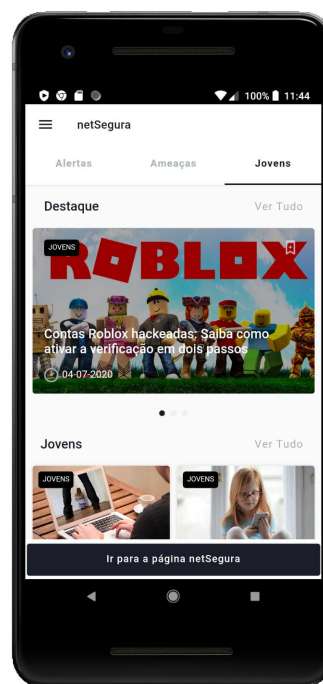 100% 11:44
netSegura
Alertas Ameaças Jovens
Destaque Ver Tudo
JOVENS
ROBLOX
Contas Roblox hackeadas: Saiba como
ativar a verificação em dois passos
04-07-2020
Jovens Ver Tudo
JOVENS JOVENS
Ir para a página netSegura